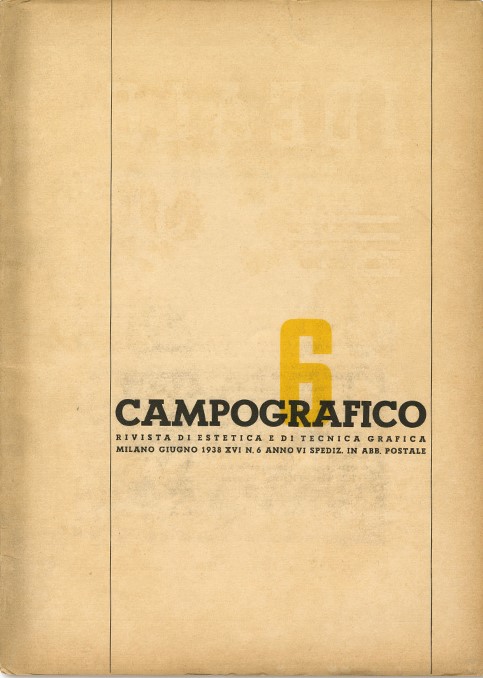 6
CAMPOGRAFICO
RIVISTA DI ESTETICA E DI TECNICA GRAFICA
MILANO GIUGNO 1938 XVI N. 6 ANNO VI SPEDIZ. IN ABB. POSTALE